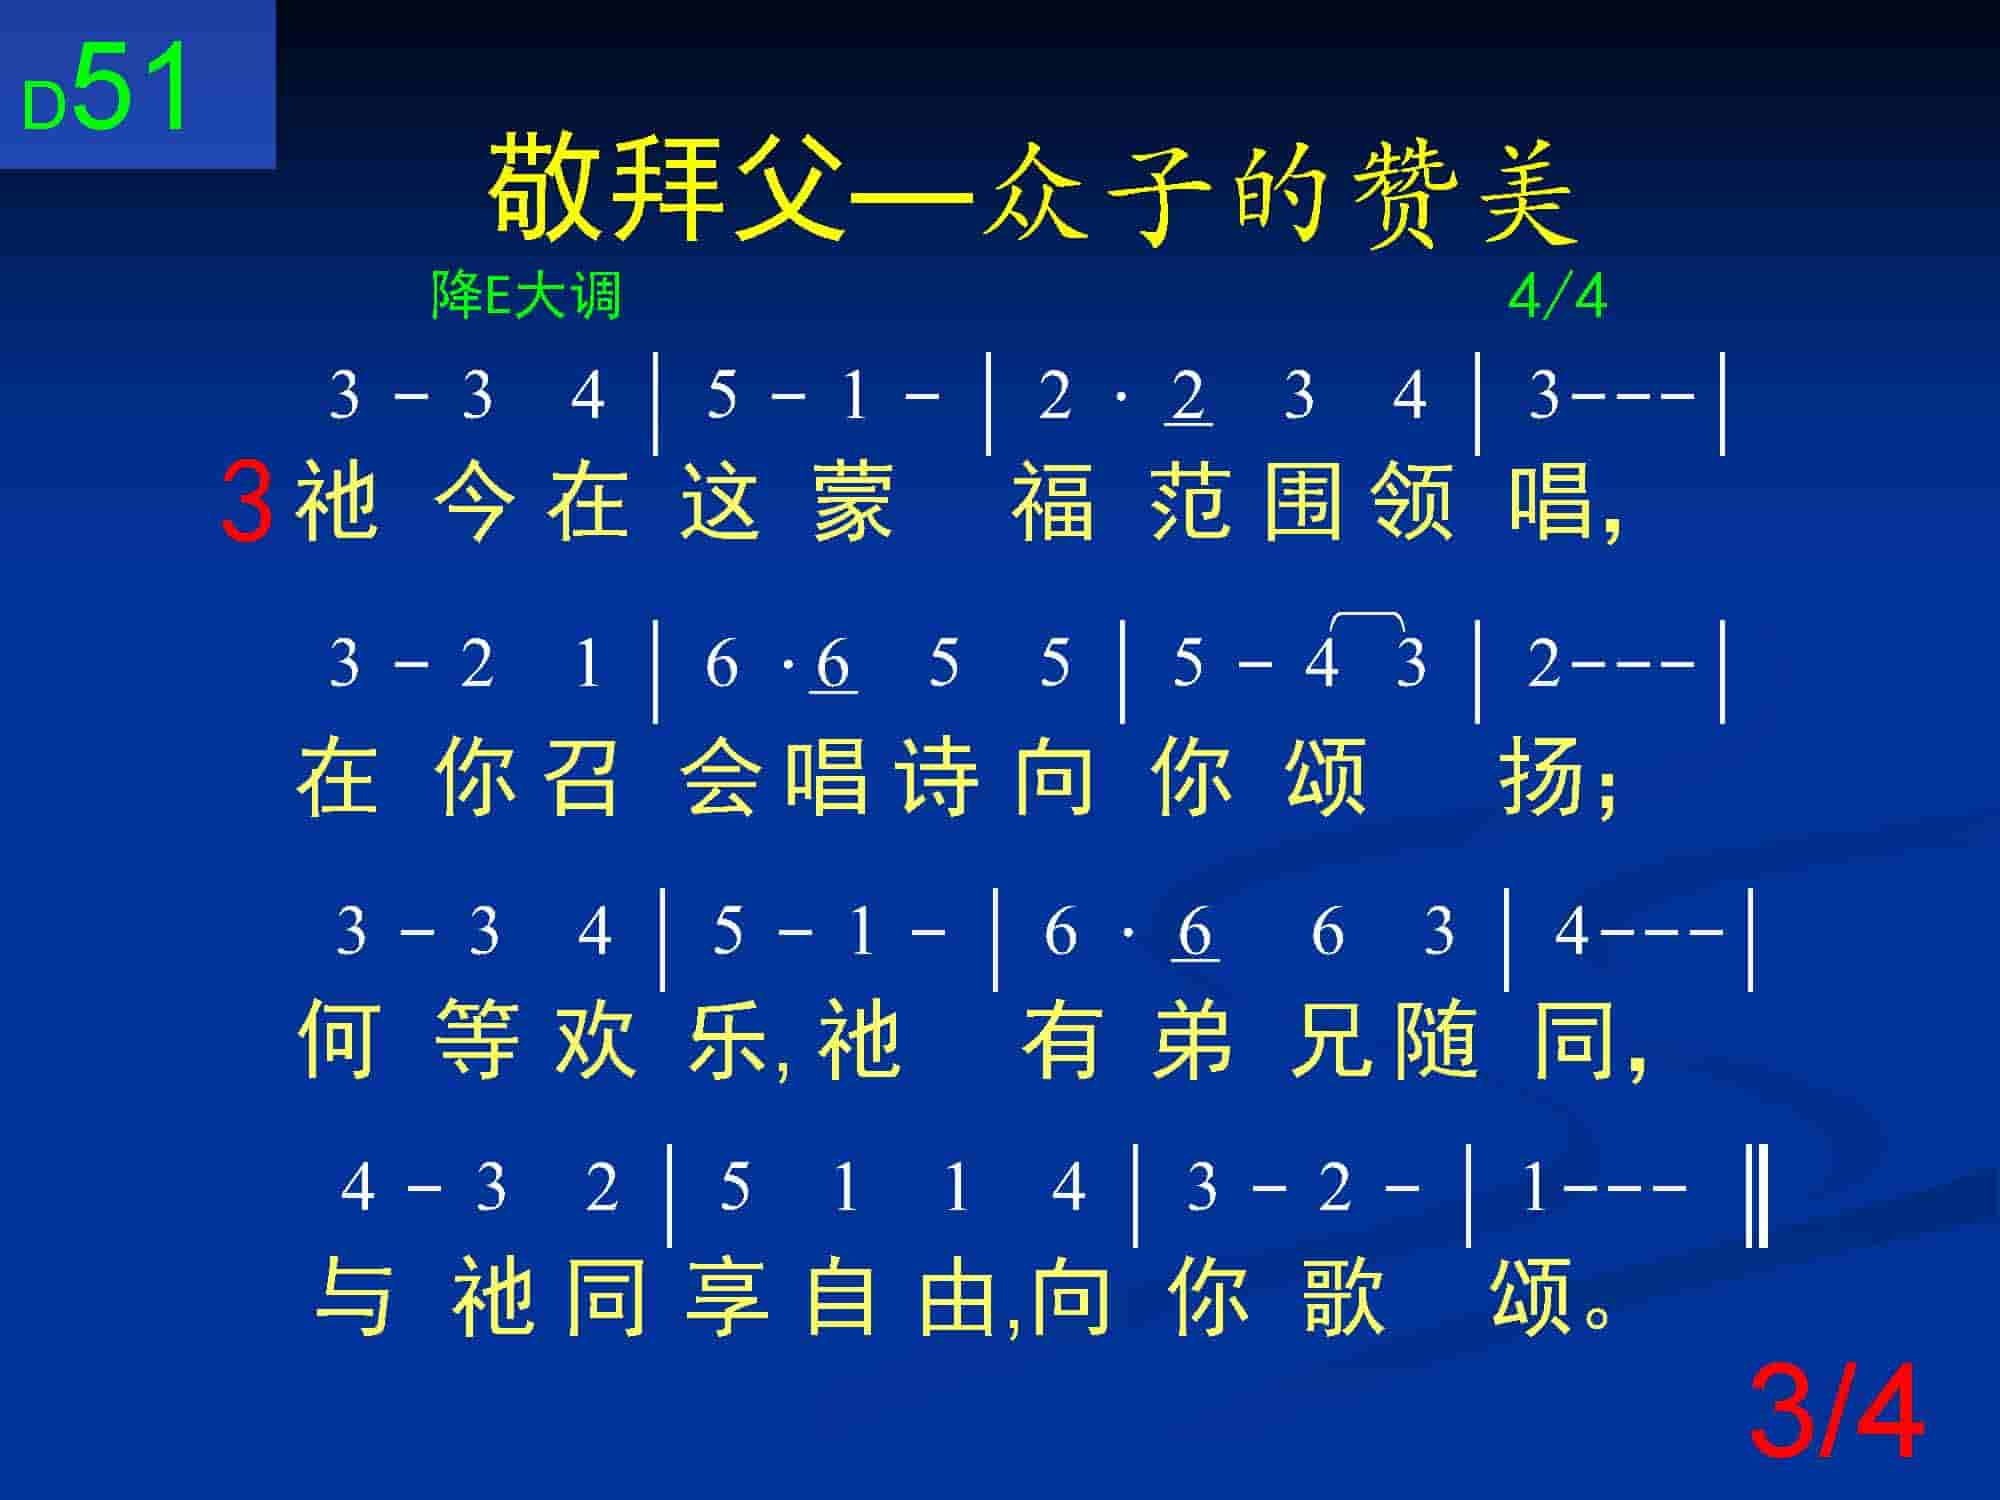 D51
敬拜父—众子的赞美
降E大调 4/4
3 - 3 4 | 5 - 1 - | 2 · 2 3 4 | 3--- |
3 祂 今 在 这 蒙 福 范 围 领 唱，
3 - 2 1 | 6 · 6 5 5 | 5 - 4 3 | 2--- |
在 你 召 会 唱 诗 向 你 颂 扬；
3 - 3 4 | 5 - 1 - | 6 · 6 6 3 | 4--- |
何 等 欢 乐, 祂 有 弟 兄 随 同，
4 - 3 2 | 5 1 1 4 | 3 - 2 - | 1--- ‖
与 祂 同 享 自 由,向 你 歌 颂。
3/4